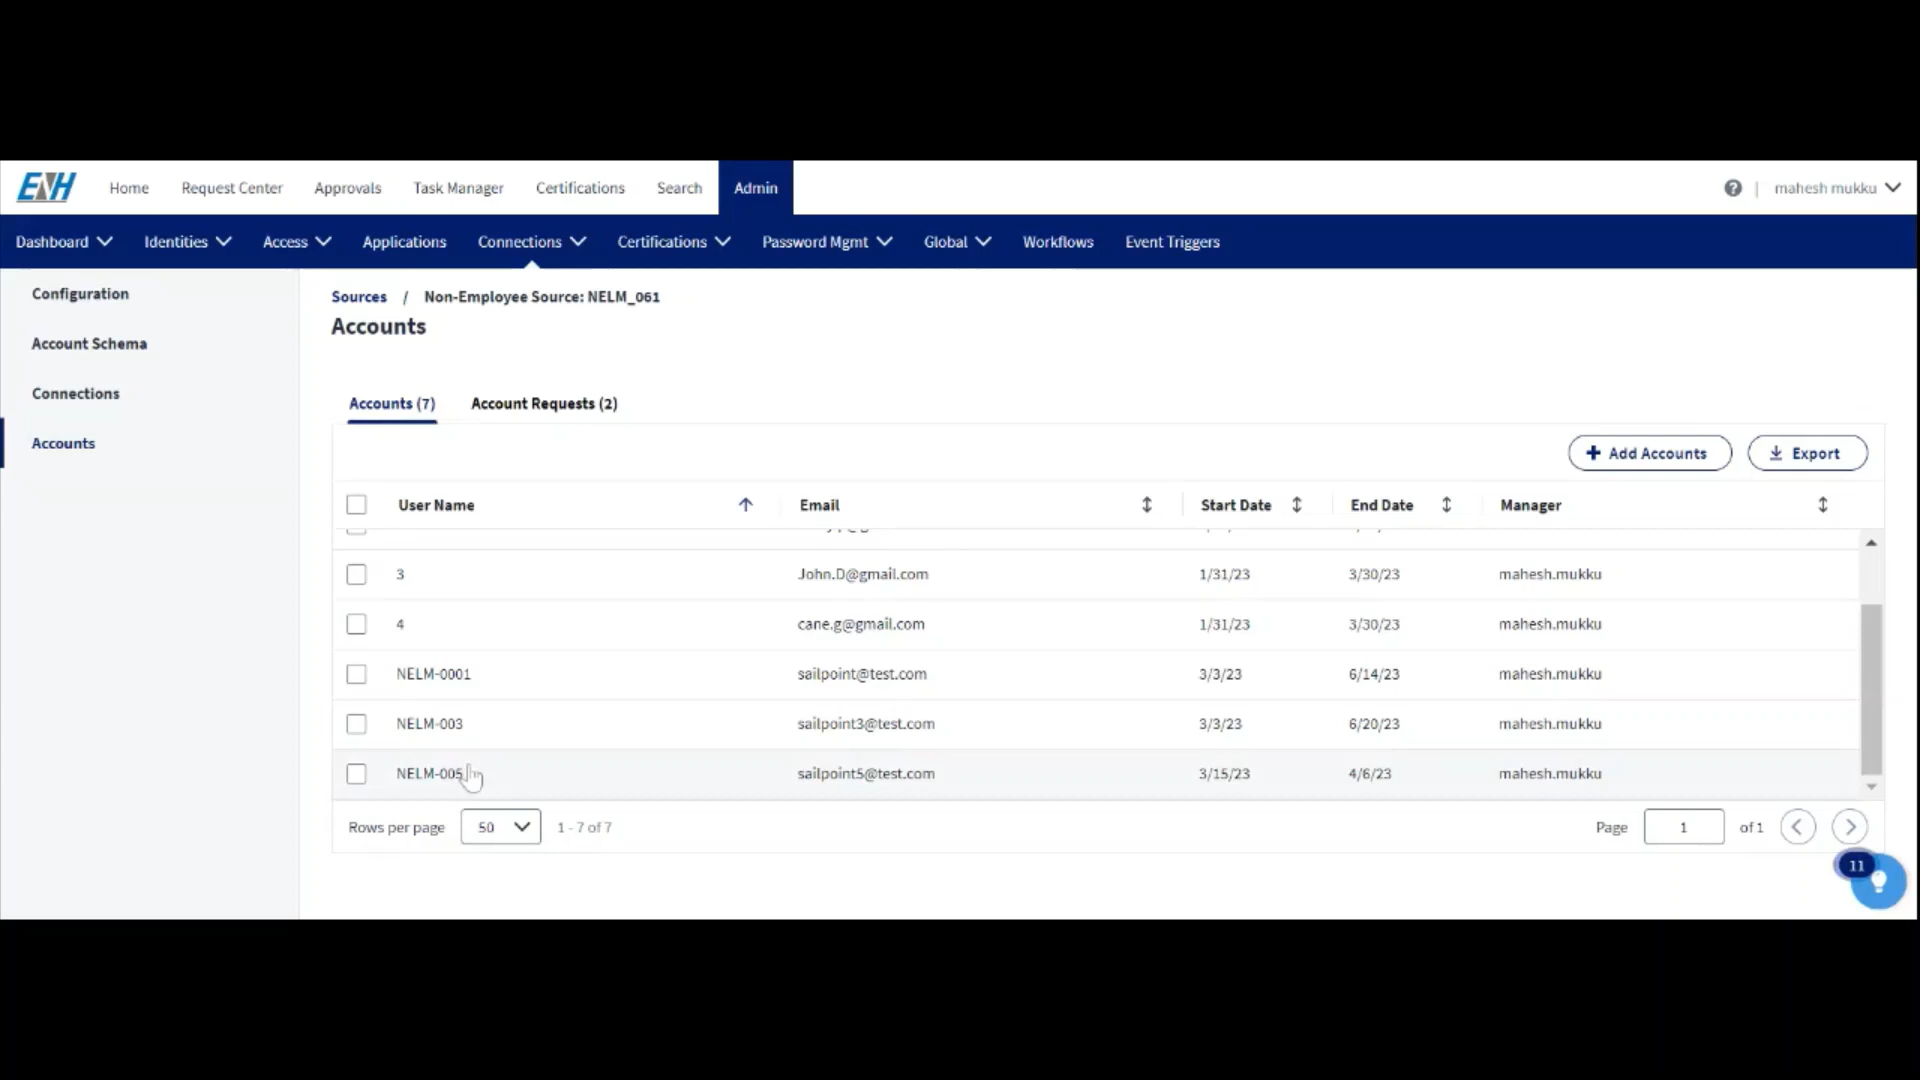 ENH Home Request Center Approvals Task Manager Certifications Search Admin ? | mahesh mukku
Dashboard Identities Access Applications Connections Certifications Password Mgmt Global Workflows Event Triggers
Configuration
Account Schema
Connections
Accounts
Sources / Non-Employee Source: NELM_061
Accounts
Accounts (7) Account Requests (2)
Add Accounts Export
User Name Email Start Date End Date Manager
3 John.D@gmail.com 1/31/23 3/30/23 mahesh.mukku
4 cane.g@gmail.com 1/31/23 3/30/23 mahesh.mukku
NELM-0001 sailpoint@test.com 3/3/23 6/14/23 mahesh.mukku
NELM-003 sailpoint3@test.com 3/3/23 6/20/23 mahesh.mukku
NELM-005 sailpoint5@test.com 3/15/23 4/6/23 mahesh.mukku
Rows per page 50 1 - 7 of 7 Page 1 of 1
11